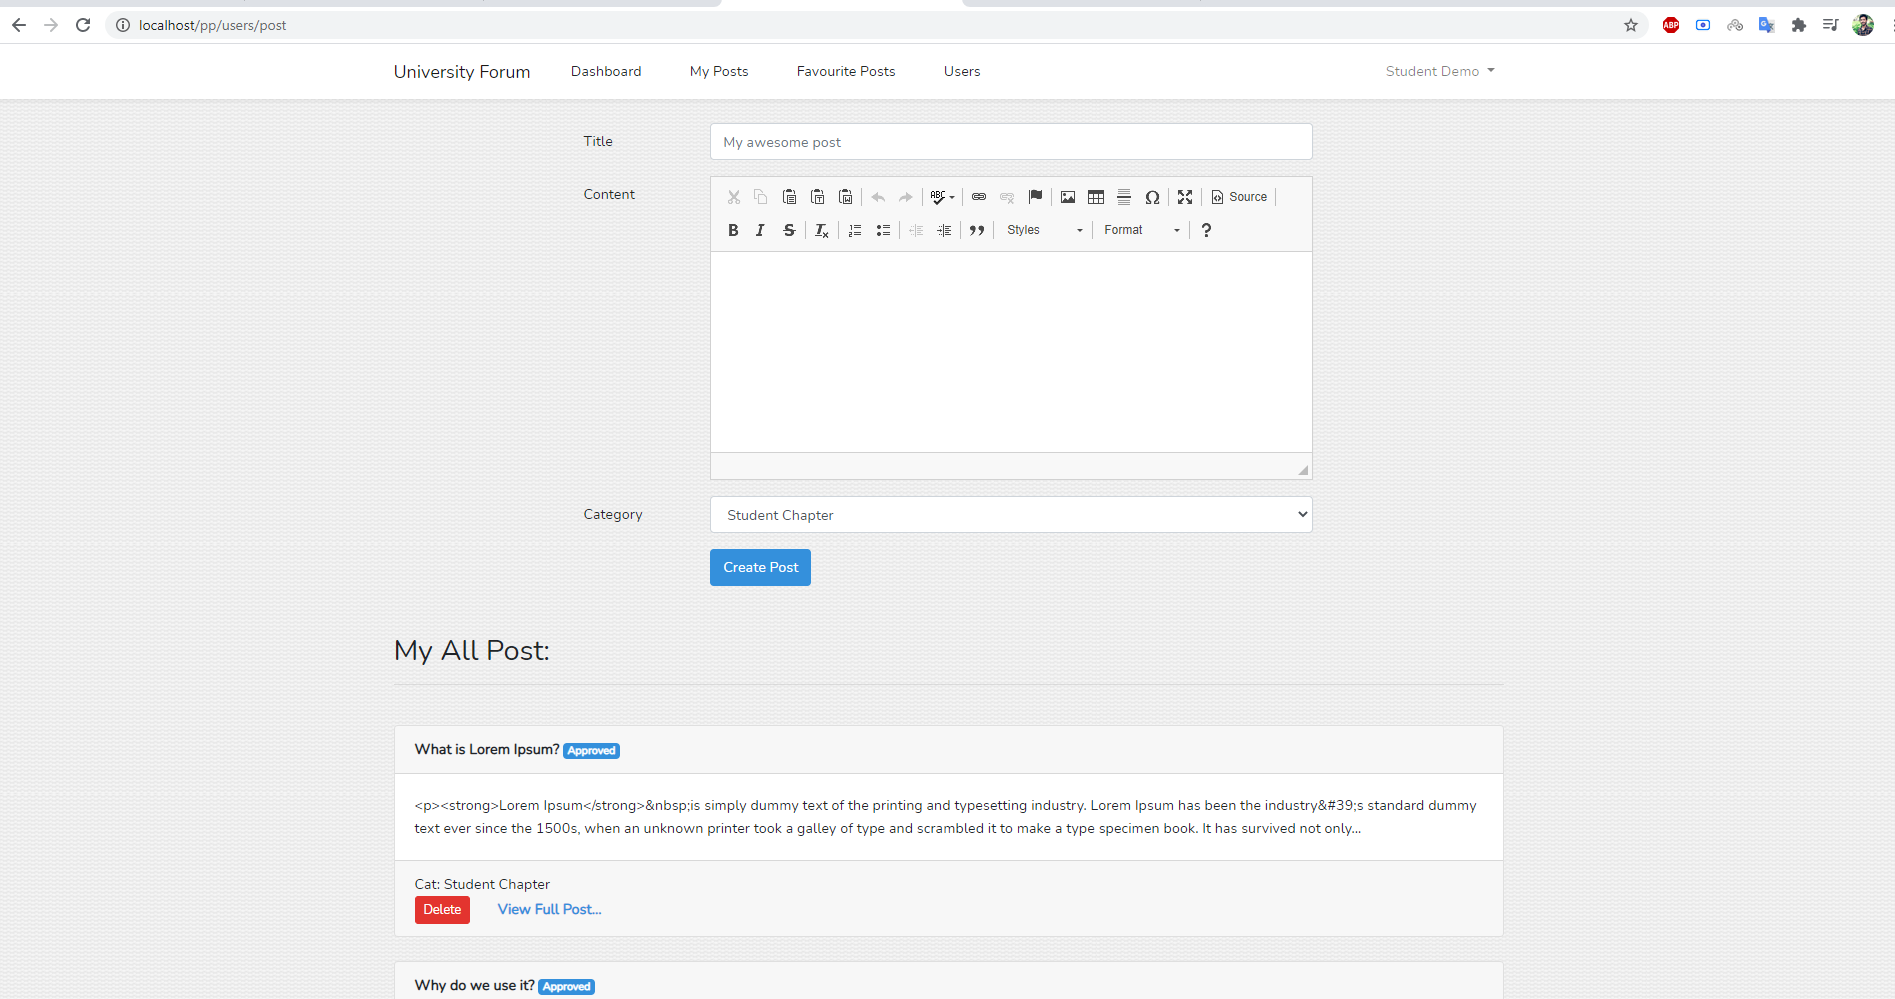 localhost/pp/users/post
ABP
University Forum Dashboard My Posts Favourite Posts Users Student Demo
Title My awesome post
Content
ABC Ω Source
B I S Tx Styles Format ?
Category Student Chapter
Create Post
My All Post:
What is Lorem Ipsum? Approved
<p><strong>Lorem Ipsum</strong>&nbsp;is simply dummy text of the printing and typesetting industry. Lorem Ipsum has been the industry&#39;s standard dummy
text ever since the 1500s, when an unknown printer took a galley of type and scrambled it to make a type specimen book. It has survived not only...
Cat: Student Chapter
Delete View Full Post...
Why do we use it? Approved